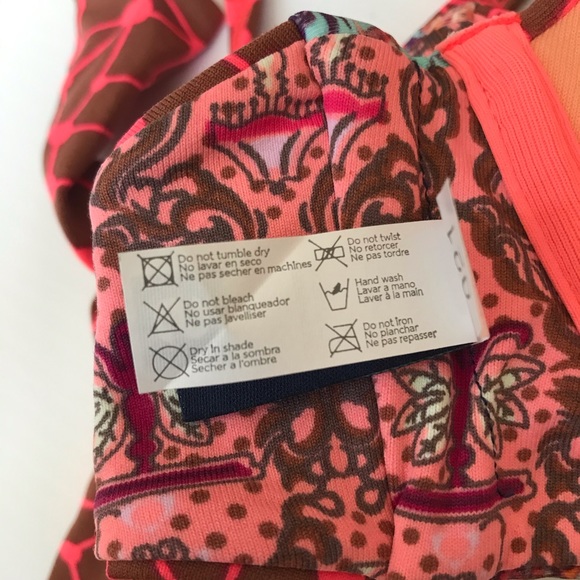 Do not tumble dry
No lavar en seco
Ne pas secher en machines
Do not bleach
No usar blanqueador
Ne pas javelliser
Dry in shade
Secar a la sombra
Secher a l'ombre
Do not twist
No retorcer
Ne pas tordre
Hand wash
Lavar a mano
Laver à la main
Do not Iron
No planchar
Ne pas repasser